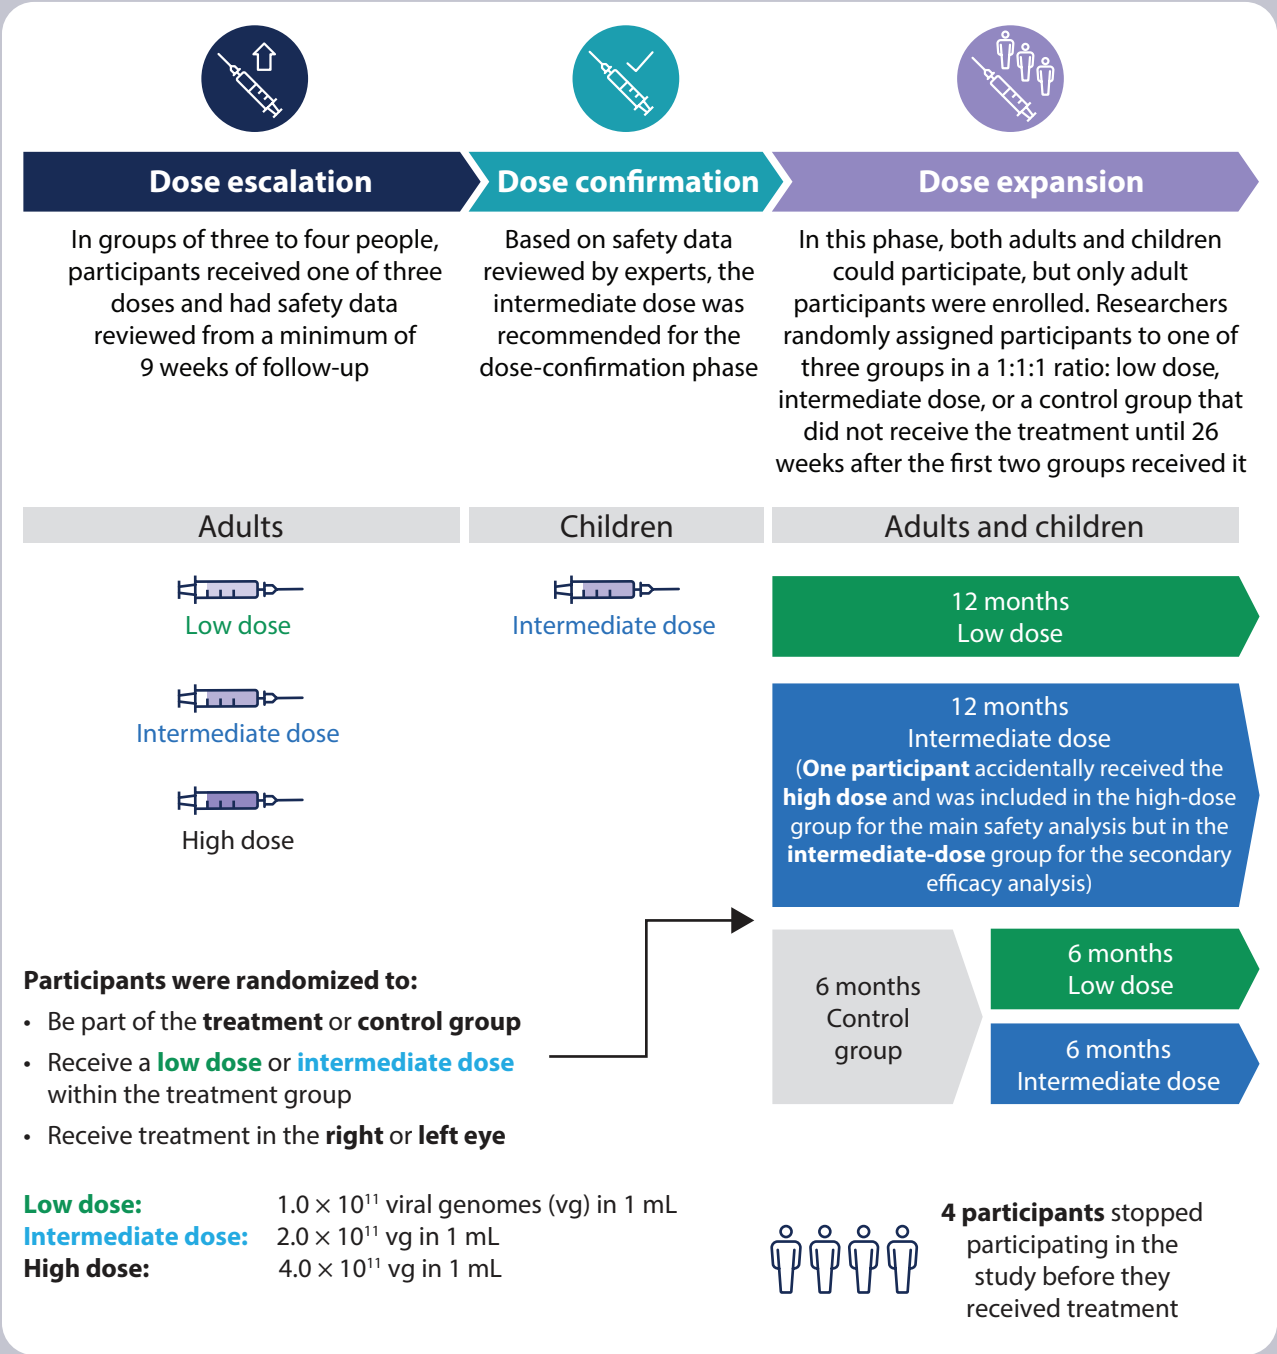 Dose escalation
In groups of three to four people,
participants received one of three
doses and had safety data
reviewed from a minimum of
9 weeks of follow-up
Dose confirmation
Based on safety data
reviewed by experts, the
intermediate dose was
recommended for the
dose-confirmation phase
Dose expansion
In this phase, both adults and children
could participate, but only adult
participants were enrolled. Researchers
randomly assigned participants to one of
three groups in a 1:1:1 ratio: low dose,
intermediate dose, or a control group that
did not receive the treatment until 26
weeks after the first two groups received it
Adults
Low dose
Intermediate dose
High dose
Children
Intermediate dose
Adults and children
12 months
Low dose
12 months
Intermediate dose
(One participant accidentally received the
high dose and was included in the high-dose
group for the main safety analysis but in the
intermediate-dose group for the secondary
efficacy analysis)
6 months
Control
group
6 months
Low dose
6 months
Intermediate dose
Participants were randomized to:
• Be part of the treatment or control group
• Receive a low dose or intermediate dose
within the treatment group
• Receive treatment in the right or left eye
Low dose: 1.0 × 10¹¹ viral genomes (vg) in 1 mL
Intermediate dose: 2.0 × 10¹¹ vg in 1 mL
High dose: 4.0 × 10¹¹ vg in 1 mL
4 participants stopped
participating in the
study before they
received treatment